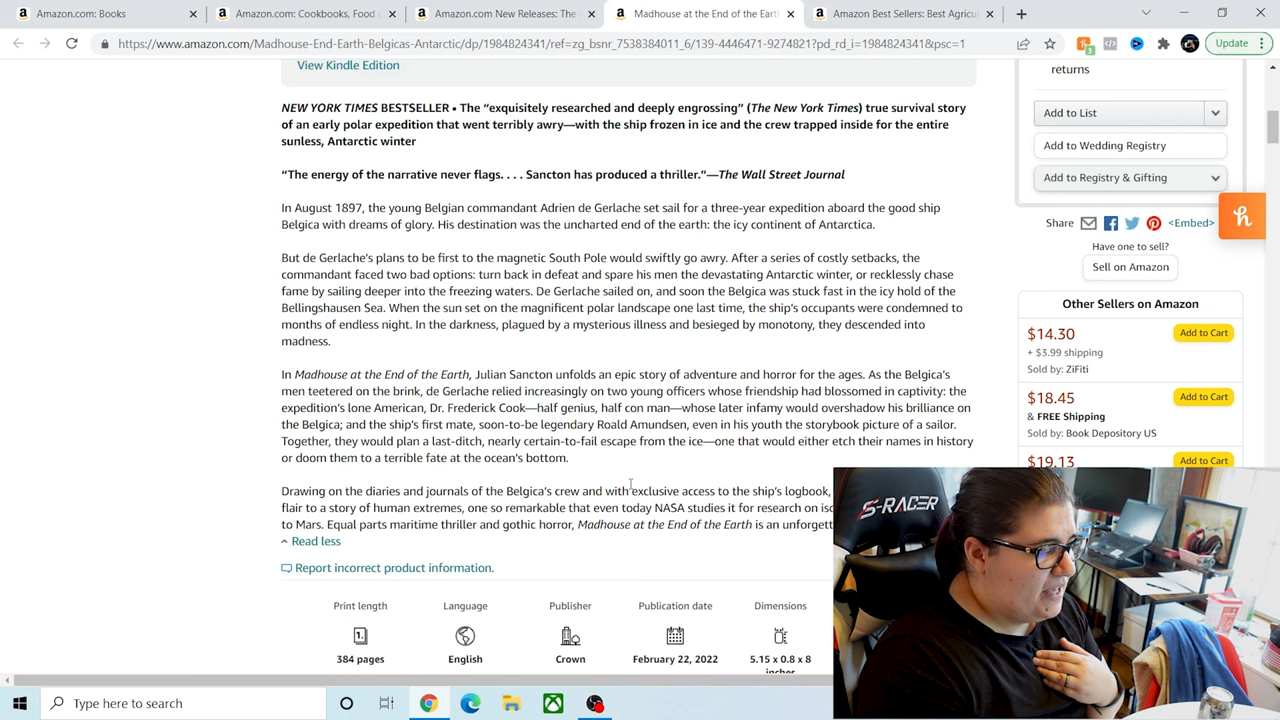 Amazon.com: Books
Amazon.com: Cookbooks, Food &
Amazon.com New Releases: The
Madhouse at the End of the Eart
Amazon Best Sellers: Best Agricul
https://www.amazon.com/Madhouse-End-Earth-Belgicas-Antarctic/dp/1984824341/ref=zg_bsnr_7538384011_6/139-4446471-9274821?pd_rd_i=1984824341&psc=1
Update
View Kindle Edition
NEW YORK TIMES BESTSELLER • The “exquisitely researched and deeply engrossing” (The New York Times) true survival story
of an early polar expedition that went terribly awry—with the ship frozen in ice and the crew trapped inside for the entire
sunless, Antarctic winter
“The energy of the narrative never flags. . . . Sancton has produced a thriller.”—The Wall Street Journal
In August 1897, the young Belgian commandant Adrien de Gerlache set sail for a three-year expedition aboard the good ship
Belgica with dreams of glory. His destination was the uncharted end of the earth: the icy continent of Antarctica.
But de Gerlache’s plans to be first to the magnetic South Pole would swiftly go awry. After a series of costly setbacks, the
commandant faced two bad options: turn back in defeat and spare his men the devastating Antarctic winter, or recklessly chase
fame by sailing deeper into the freezing waters. De Gerlache sailed on, and soon the Belgica was stuck fast in the icy hold of the
Bellingshausen Sea. When the sun set on the magnificent polar landscape one last time, the ship’s occupants were condemned to
months of endless night. In the darkness, plagued by a mysterious illness and besieged by monotony, they descended into
madness.
In Madhouse at the End of the Earth, Julian Sancton unfolds an epic story of adventure and horror for the ages. As the Belgica’s
men teetered on the brink, de Gerlache relied increasingly on two young officers whose friendship had blossomed in captivity: the
expedition’s lone American, Dr. Frederick Cook—half genius, half con man—whose later infamy would overshadow his brilliance on
the Belgica; and the ship’s first mate, soon-to-be legendary Roald Amundsen, even in his youth the storybook picture of a sailor.
Together, they would plan a last-ditch, nearly certain-to-fail escape from the ice—one that would either etch their names in history
or doom them to a terrible fate at the ocean’s bottom.
Drawing on the diaries and journals of the Belgica’s crew and with exclusive access to the ship’s logbook,
flair to a story of human extremes, one so remarkable that even today NASA studies it for research on
to Mars. Equal parts maritime thriller and gothic horror, Madhouse at the End of the Earth is an
Read less
Report incorrect product information.
Print length
Language
Publisher
Publication date
Dimensions
384 pages
English
Crown
February 22, 2022
5.15 x 0.8 x 8
inches
returns
Add to List
Add to Wedding Registry
Add to Registry & Gifting
Share
<Embed>
Have one to sell?
Sell on Amazon
Other Sellers on Amazon
$14.30
Add to Cart
+ $3.99 shipping
Sold by: ZiFiti
$18.45
Add to Cart
& FREE Shipping
Sold by: Book Depository US
$19.13
Add to Cart
S-RACER
Type here to search